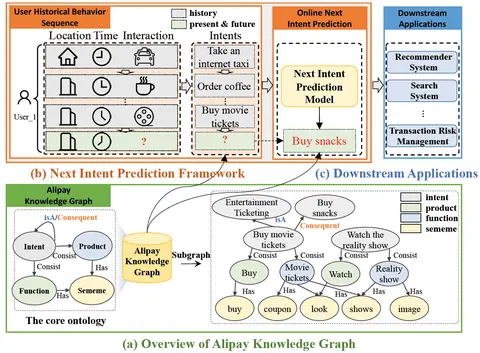 User Historical Behavior
Sequence
history
present & future
Location Time Interaction
Intents
Take an
internet taxi
Order coffee
Buy movie
tickets
?
?
User_1
Online Next
Intent Prediction
Next Intent
Prediction
Model
Buy snacks
Downstream
Applications
Recommender
System
Search
System
Transaction Risk
Management
(b) Next Intent Prediction Framework
(c) Downstream Applications
Alipay
Knowledge Graph
isA/Consequent
Intent
Product
Consist
Consist
Has
Function
Has
Sememe
The core ontology
Alipay
Knowledge
Graph
Subgraph
Entertainment
Ticketing
Buy
snacks
isA
Consequent
Buy movie
tickets
Watch the
reality show
intent
product
function
sememe
Consist
Consist
Consist
Consist
Buy
Movie
tickets
Watch
Reality
show
Has
Has
Has
Has
Has
Has
buy
coupon
look
shows
image
(a) Overview of Alipay Knowledge Graph